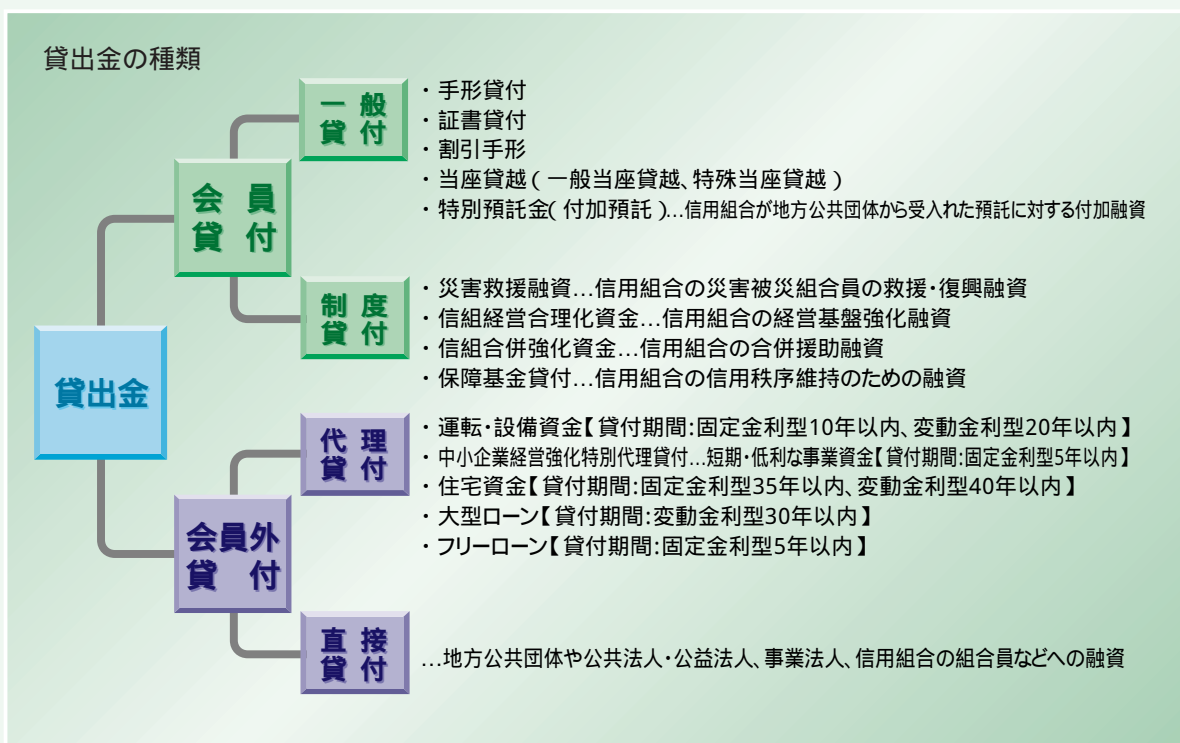 貸出金の種類
一般
貸付
・手形貸付
・証書貸付
・割引手形
・当座貸越(一般当座貸越、特殊当座貸越)
・特別預託金(付加預託)…信用組合が地方公共団体から受入れた預託に対する付加融資
会員
貸付
制度
貸付
・災害救援融資…信用組合の災害被災組合員の救援・復興融資
・信組経営合理化資金…信用組合の経営基盤強化融資
・信組合併強化資金…信用組合の合併援助融資
・保障基金貸付…信用組合の信用秩序維持のための融資
貸出金
代理
貸付
・運転・設備資金【貸付期間:固定金利型10年以内、変動金利型20年以内】
・中小企業経営強化特別代理貸付…短期・低利な事業資金【貸付期間:固定金利型5年以内】
・住宅資金【貸付期間:固定金利型35年以内、変動金利型40年以内】
・大型ローン【貸付期間:変動金利型30年以内】
・フリーローン【貸付期間:固定金利型5年以内】
会員外
貸付
直接
貸付
…地方公共団体や公共法人・公益法人、事業法人、信用組合の組合員などへの融資